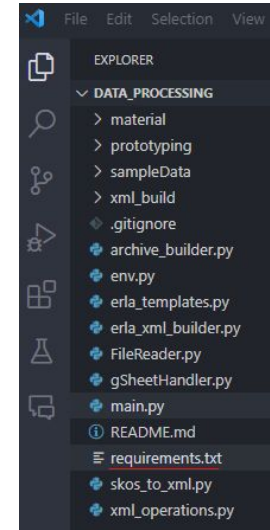 File Edit Selection View
EXPLORER
DATA_PROCESSING
material
prototyping
sampleData
xml_build
.gitignore
archive_builder.py
env.py
erla_templates.py
erla_xml_builder.py
FileReader.py
gSheetHandler.py
main.py
README.md
requirements.txt
skos_to_xml.py
xml_operations.py